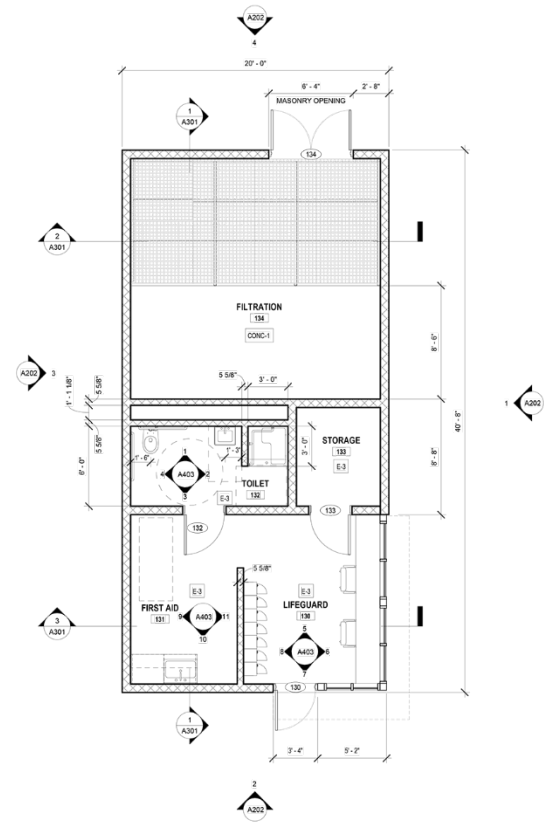 A202
4
20' - 0"
6' - 4"
2' - 8"
MASONRY OPENING
1
A301
134
2
A301
FILTRATION
134
CONC-1
8' - 6"
5 5/8"
3' - 0"
A202
3
1' - 1 1/8"
5 5/8"
1
A202
40' - 8"
STORAGE
133
E-3
3' - 0"
8' - 8"
5 5/8"
6' - 0"
1' - 6"
1' - 3"
1
4
A403
2
3
TOILET
132
E-3
132
133
5 5/8"
E-3
E-3
FIRST AID
131
9
A403
11
10
LIFEGUARD
130
5
8
A403
6
7
3
A301
130
1
A301
3' - 4"
5' - 2"
2
A202